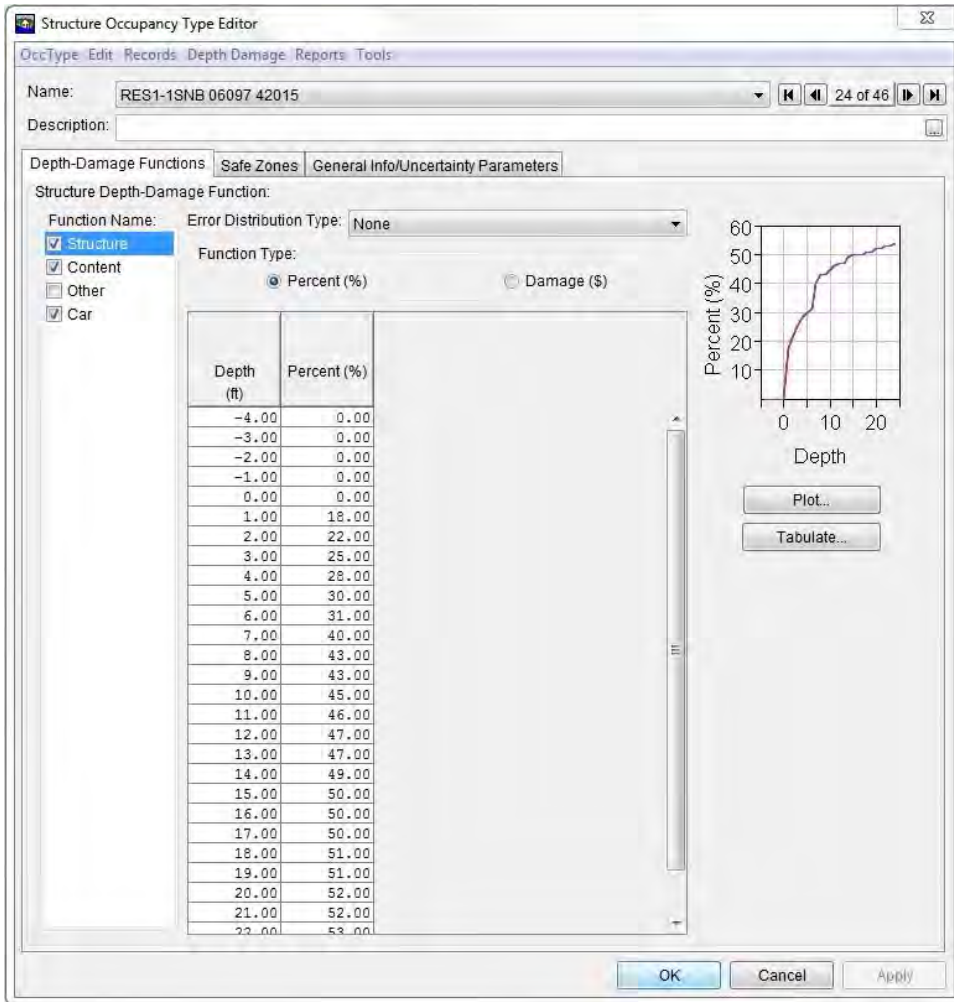 Structure Occupancy Type Editor
OccType Edit Records Depth Damage Reports Tools
Name: RES1-1SNB 06097 42015 24 of 46
Description: ...
Depth-Damage Functions Safe Zones General Info/Uncertainty Parameters
Structure Depth-Damage Function:
Function Name: Error Distribution Type: None
Structure
Content
Other
Car
Function Type:
Percent (%) Damage ($)
Depth (ft) Percent (%)
-4.00 0.00
-3.00 0.00
-2.00 0.00
-1.00 0.00
0.00 0.00
1.00 18.00
2.00 22.00
3.00 25.00
4.00 28.00
5.00 30.00
6.00 31.00
7.00 40.00
8.00 43.00
9.00 43.00
10.00 45.00
11.00 46.00
12.00 47.00
13.00 47.00
14.00 49.00
15.00 50.00
16.00 50.00
17.00 50.00
18.00 51.00
19.00 51.00
20.00 52.00
21.00 52.00
22.00 53.00
60
50
40
30
20
10
Percent (%)
0 10 20
Depth
Plot...
Tabulate...
OK Cancel Apply